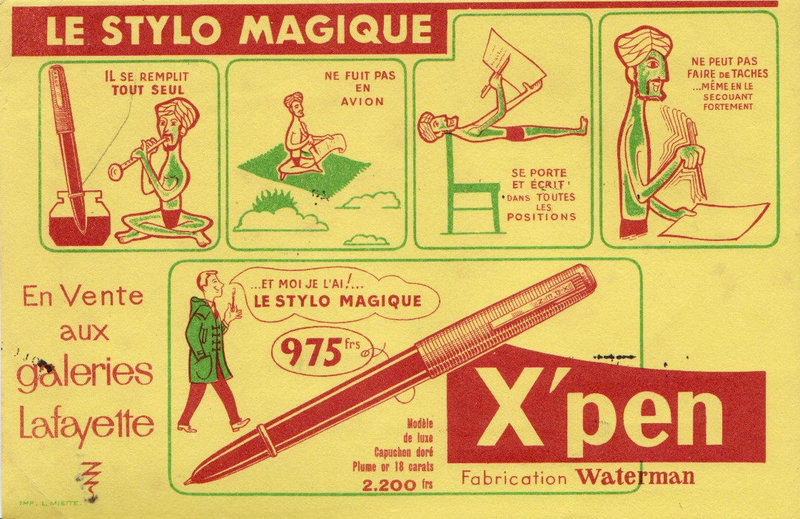 LE STYLO MAGIQUE
IL SE REMPLIT
TOUT SEUL
NE FUIT PAS
EN
AVION
SE PORTE
ET ÉCRIT
DANS TOUTES
LES
POSITIONS
NE PEUT PAS
FAIRE DE TACHES
...MÊME EN LE
SECOUANT
FORTEMENT
En Vente
aux
galeries
Lafayette
...ET MOI JE L'AI!...
LE STYLO MAGIQUE
975 frs
Modèle
de luxe
Capuchon doré
Plume or 18 carats
2.200 frs
X'pen
Fabrication Waterman